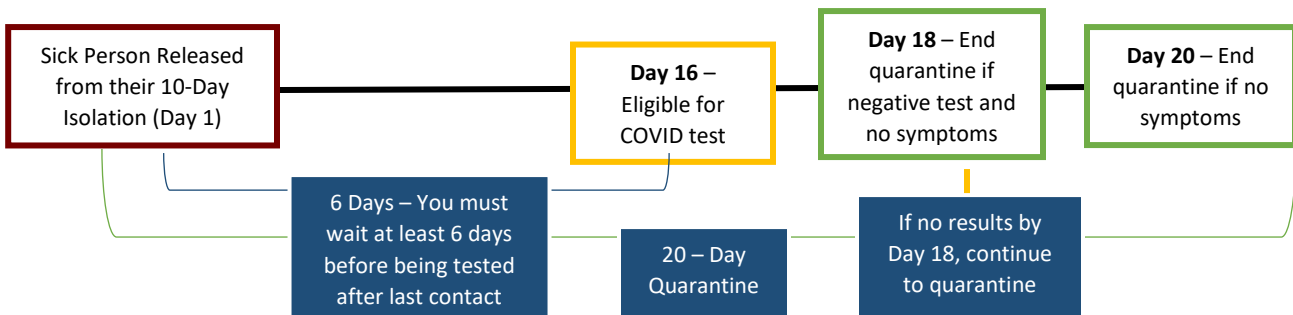 Sick Person Released
from their 10-Day
Isolation (Day 1)
Day 16 –
Eligible for
COVID test
Day 18 – End
quarantine if
negative test and
no symptoms
Day 20 – End
quarantine if no
symptoms
6 Days – You must
wait at least 6 days
before being tested
after last contact
20 – Day
Quarantine
If no results by
Day 18, continue
to quarantine